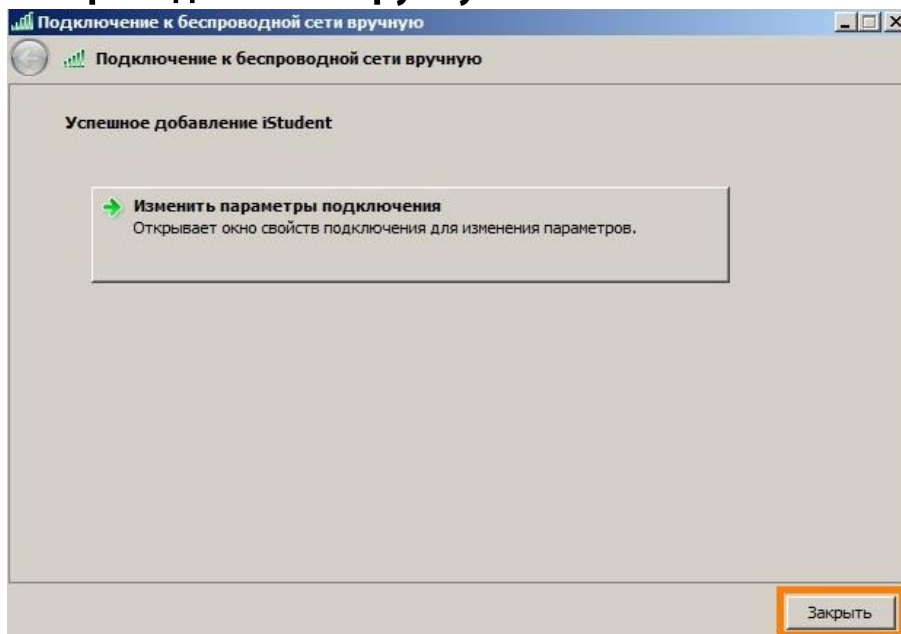 Подключение к беспроводной сети вручную
Подключение к беспроводной сети вручную
Успешное добавление iStudent
Изменить параметры подключения
Открывает окно свойств подключения для изменения параметров.
Закрыть